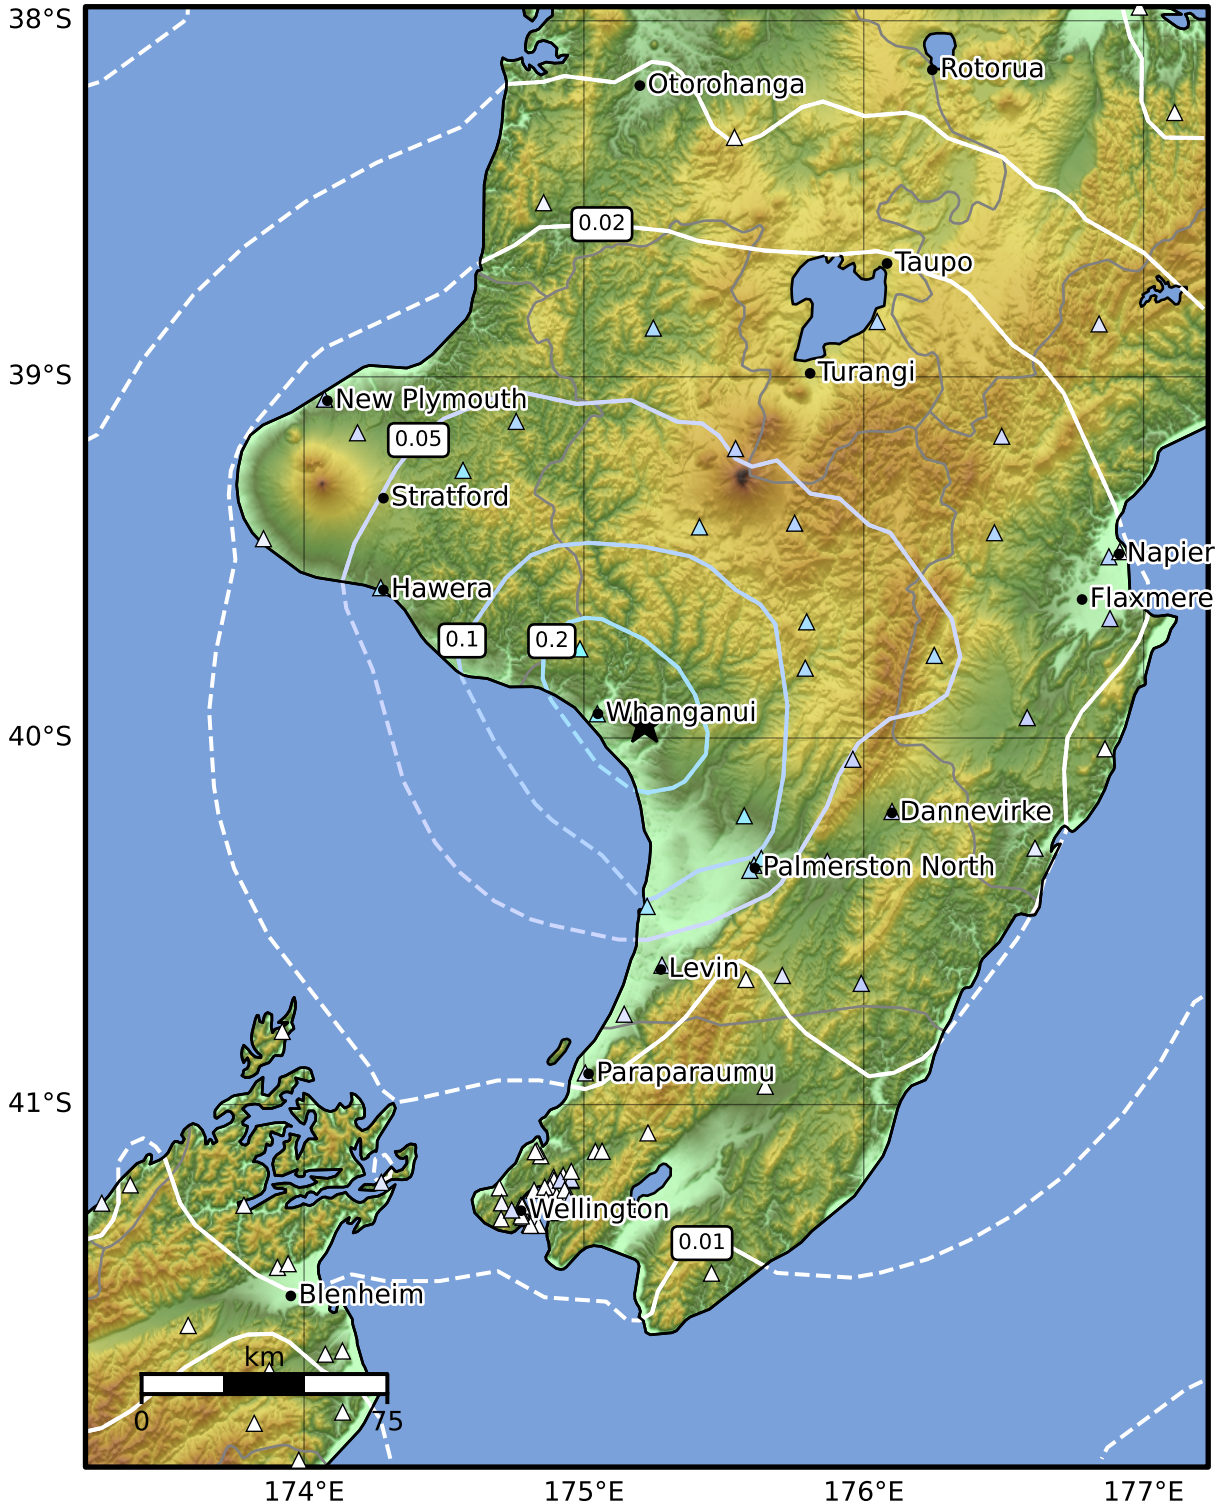 38°S
Rotorua
Otorohanga
0.02
Taupo
Turangi
39°S
New Plymouth
0.05
Stratford
Napier
Hawera
Flaxmere
0.1
0.2
Whanganui
40°S
Dannevirke
Palmerston North
Levin
Paraparaumu
41°S
Wellington
0.01
Blenheim
km
0
75
174°E
175°E
176°E
177°E